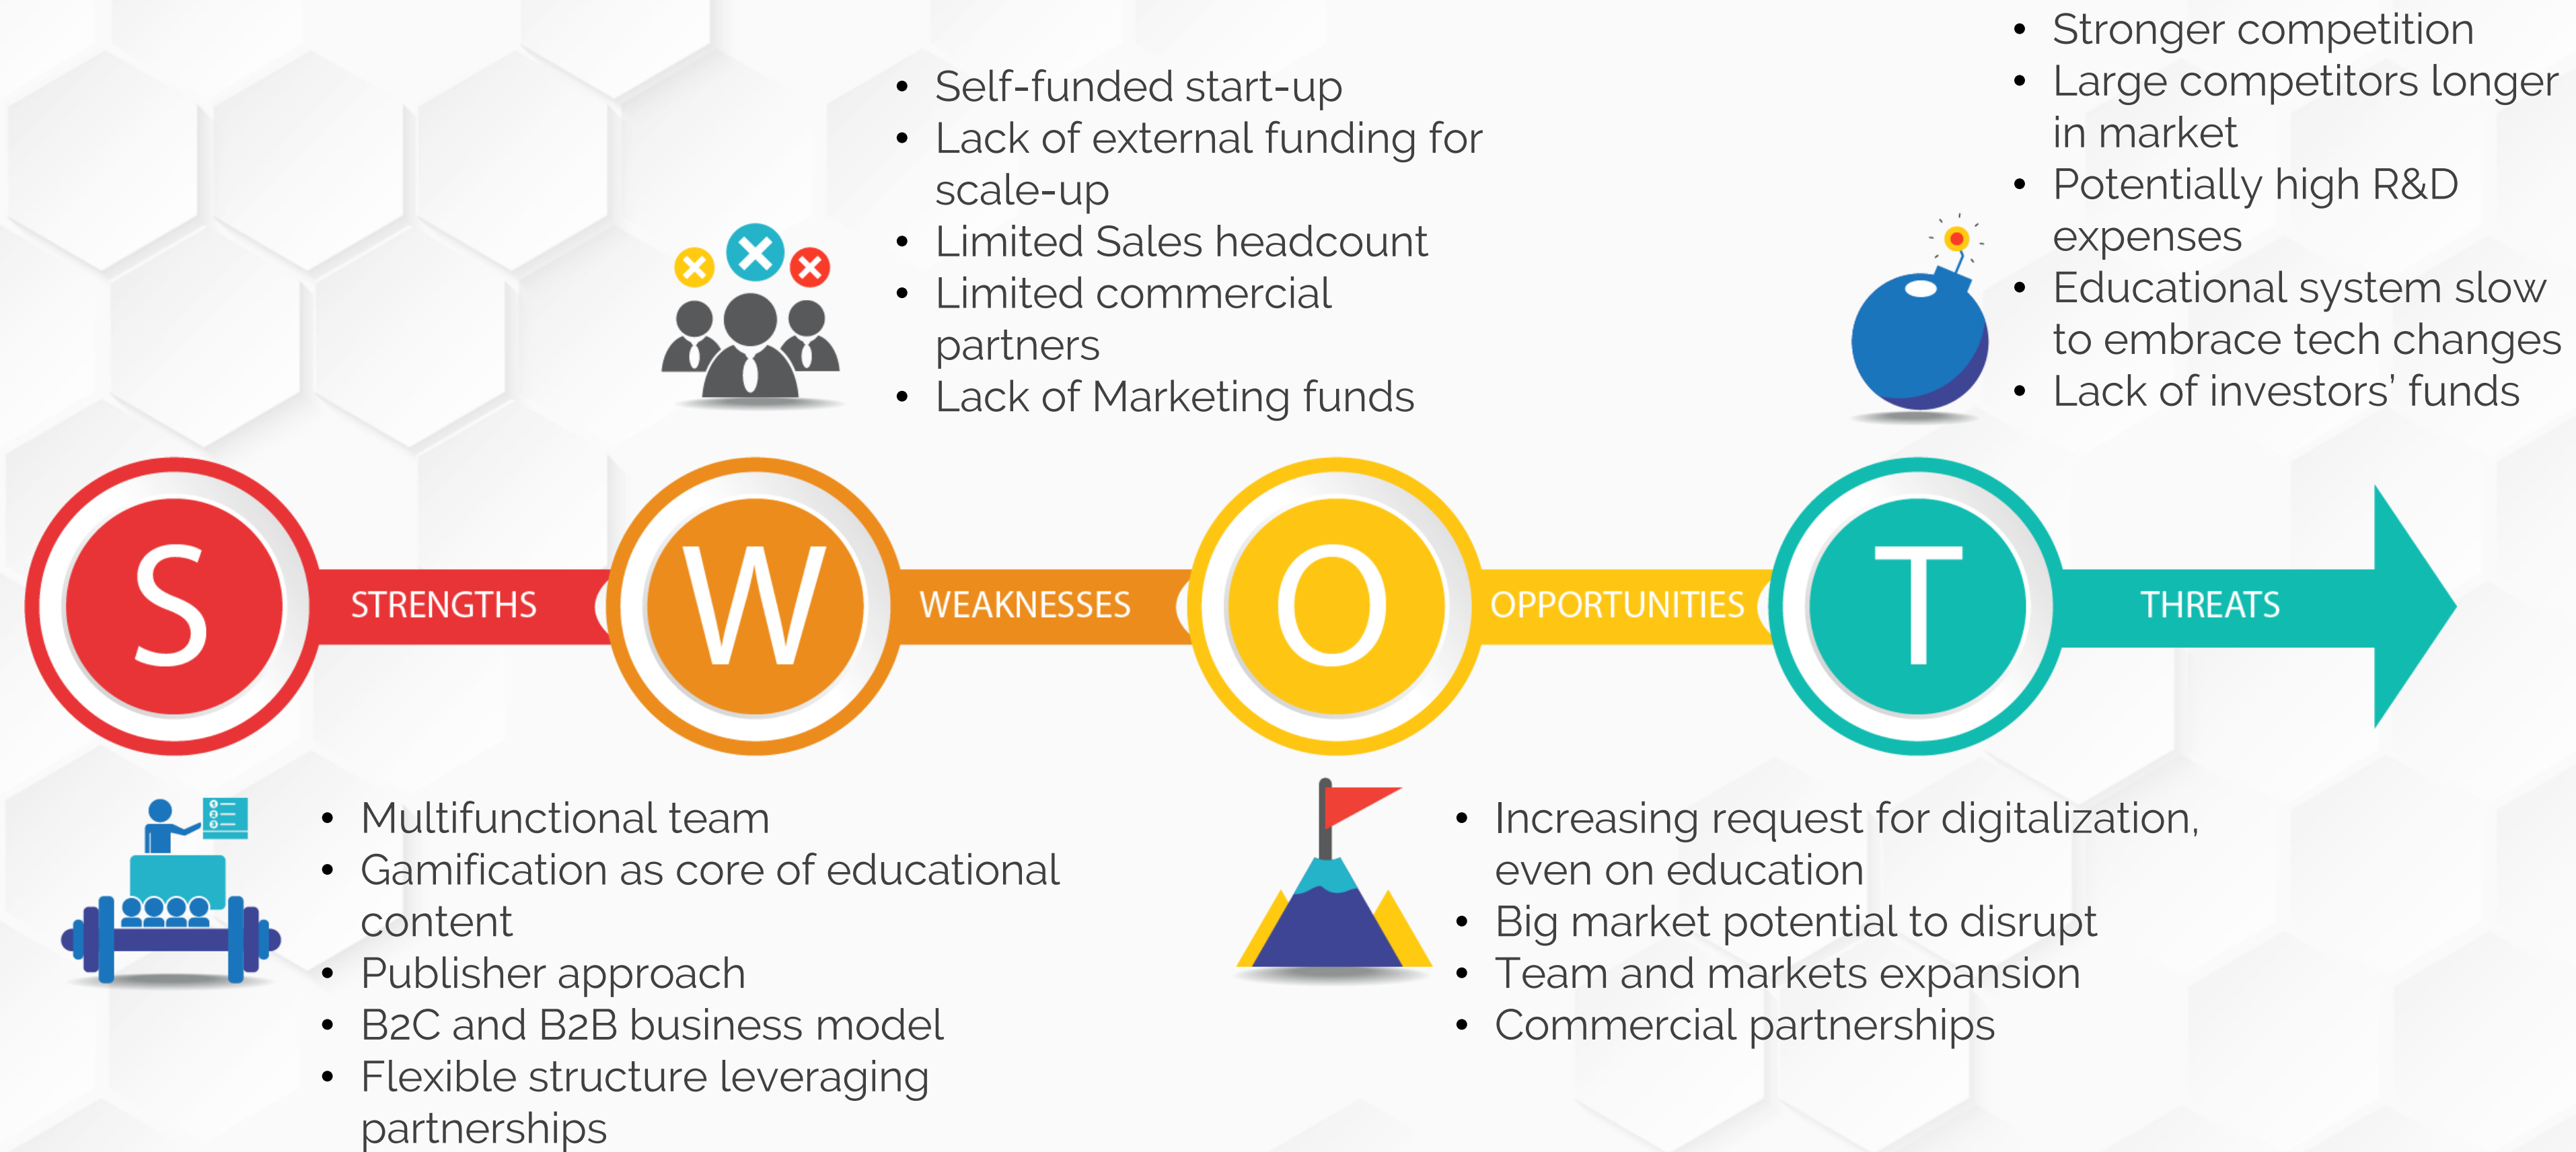 • Stronger competition
• Large competitors longer
in market
• Potentially high R&D
expenses
• Educational system slow
to embrace tech changes
• Lack of investors’ funds
• Self-funded start-up
• Lack of external funding for
scale-up
• Limited Sales headcount
• Limited commercial
partners
• Lack of Marketing funds
S STRENGTHS W WEAKNESSES O OPPORTUNITIES T THREATS
1
2
3
• Multifunctional team
• Gamification as core of educational
content
• Publisher approach
• B2C and B2B business model
• Flexible structure leveraging
partnerships
• Increasing request for digitalization,
even on education
• Big market potential to disrupt
• Team and markets expansion
• Commercial partnerships